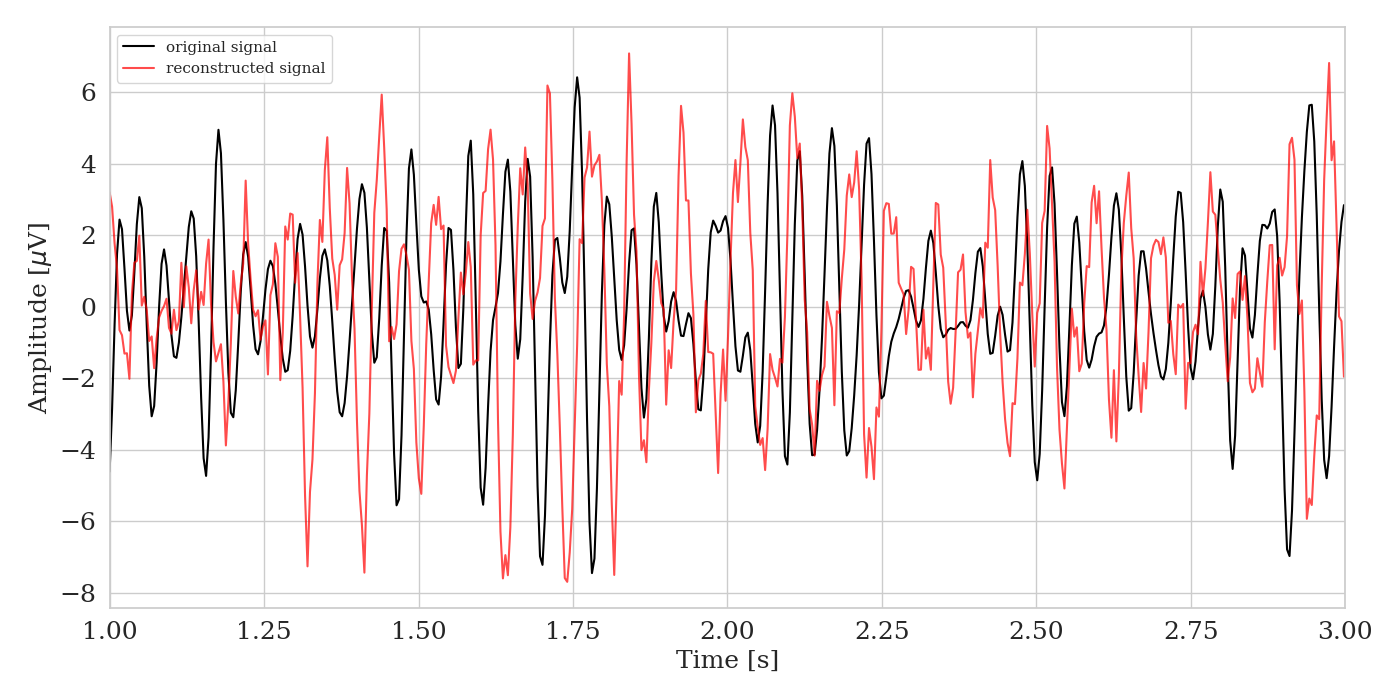 original signal
reconstructed signal
Amplitude [μV]
6
4
2
0
−2
−4
−6
−8
1.00 1.25 1.50 1.75 2.00 2.25 2.50 2.75 3.00
Time [s]